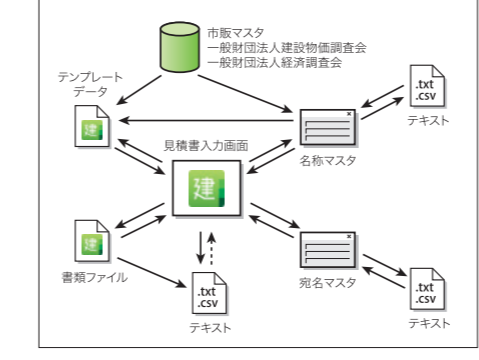 市販マスタ
一般財団法人建設物価調査会
一般財団法人経済調査会
テンプレート
データ
建
.txt
.csv
テキスト
見積書入力画面
建
名称マスタ
建
書類ファイル
.txt
.csv
テキスト
宛名マスタ
.txt
.csv
テキスト